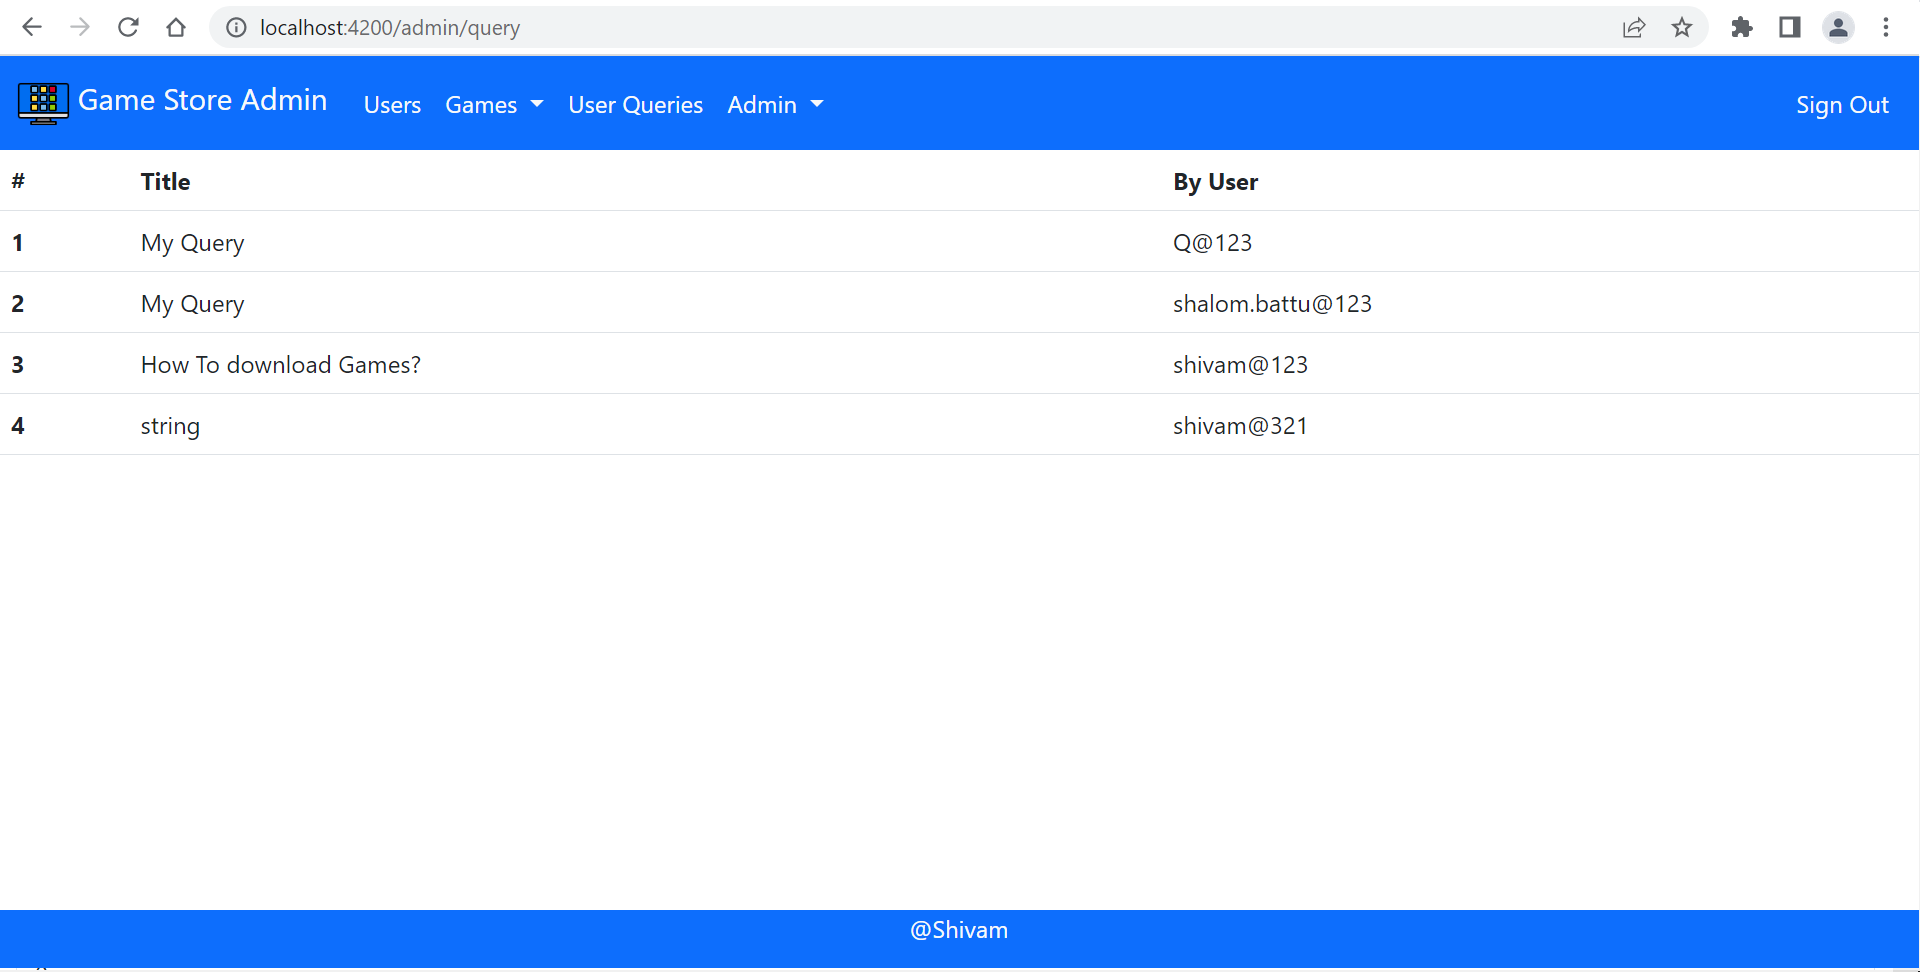 localhost:4200/admin/query
Game Store Admin Users Games User Queries Admin Sign Out
# Title By User
1 My Query Q@123
2 My Query shalom.battu@123
3 How To download Games? shivam@123
4 string shivam@321
@Shivam